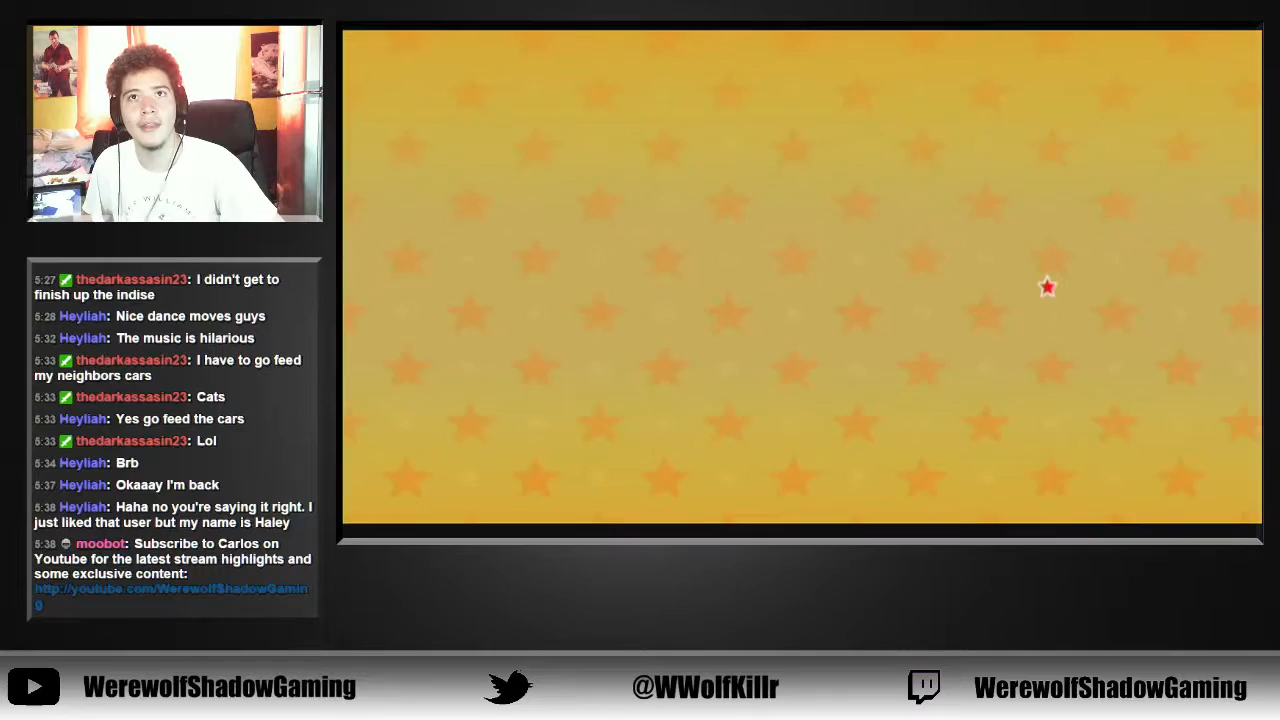 5:27 thedarkassasin23: I didn't get to
finish up the indise
5:28 Heyliah: Nice dance moves guys
5:32 Heyliah: The music is hilarious
5:33 thedarkassasin23: I have to go feed
my neighbors cars
5:33 thedarkassasin23: Cats
5:33 Heyliah: Yes go feed the cars
5:33 thedarkassasin23: Lol
5:34 Heyliah: Brb
5:37 Heyliah: Okaaay I'm back
5:38 Heyliah: Haha no you're saying it right. I
just liked that user but my name is Haley
5:38 moobot: Subscribe to Carlos on
Youtube for the latest stream highlights and
some exclusive content:
http://youtube.com/WerewolfShadowGamin
g
WerewolfShadowGaming
@WWolfKillr
WerewolfShadowGaming